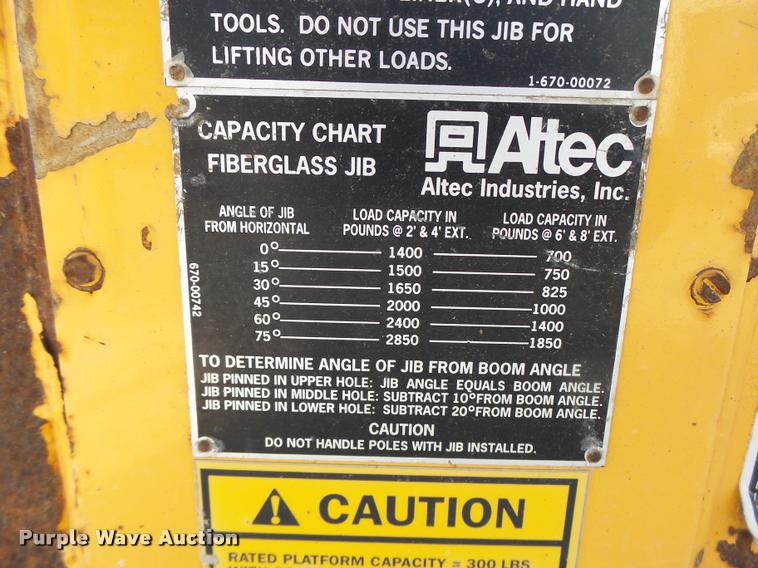 AND HAND
TOOLS. DO NOT USE THIS JIB FOR
LIFTING OTHER LOADS.
1-670-00072
CAPACITY CHART
FIBERGLASS JIB
Altec
Altec Industries, Inc.
ANGLE OF JIB FROM HORIZONTAL LOAD CAPACITY IN POUNDS @ 2' & 4' EXT. LOAD CAPACITY IN POUNDS @ 6' & 8' EXT.
0° 1400 700
15° 1500 750
30° 1650 825
45° 2000 1000
60° 2400 1400
75° 2850 1850
670-00742
TO DETERMINE ANGLE OF JIB FROM BOOM ANGLE
JIB PINNED IN UPPER HOLE: JIB ANGLE EQUALS BOOM ANGLE.
JIB PINNED IN MIDDLE HOLE: SUBTRACT 10° FROM BOOM ANGLE.
JIB PINNED IN LOWER HOLE: SUBTRACT 20° FROM BOOM ANGLE.
CAUTION
DO NOT HANDLE POLES WITH JIB INSTALLED.
CAUTION
RATED PLATFORM CAPACITY = 300 LBS
Purple Wave Auction